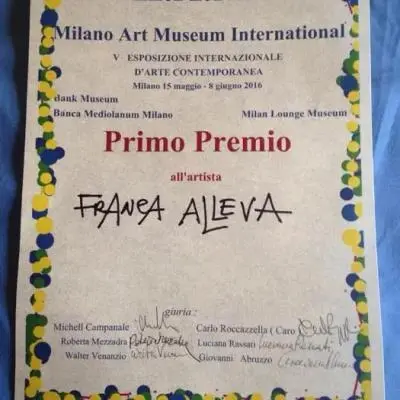 Milano Art Museum International
V ESPOSIZIONE INTERNAZIONALE
D'ARTE CONTEMPORANEA
Milano 15 maggio - 8 giugno 2016
Bank Museum
Banca Mediolanum Milano Milan Lounge Museum
Primo Premio
all'artista
FRANCA ALLEVA
giuria :
Michell Campanale Carlo Roccazzella ( Caro
Roberta Mezzadra Luciana Rassati
Walter Venanzio Giovanni Abruzzo